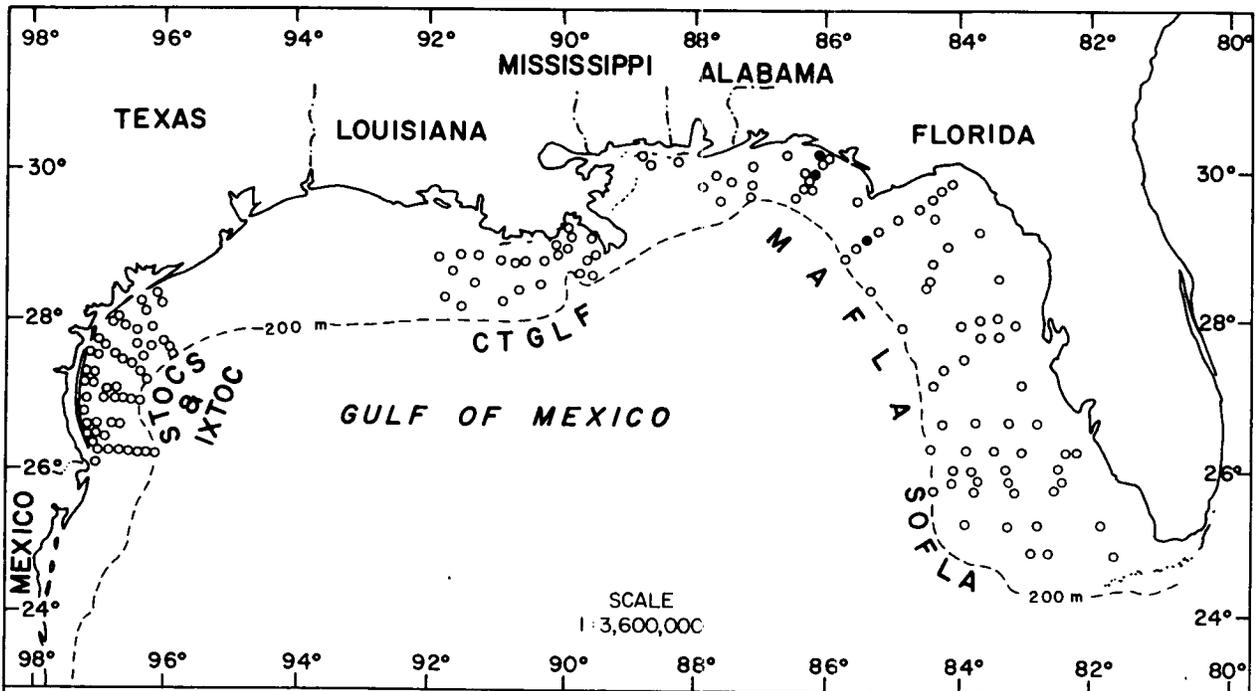 98° 96° 94° 92° 90° 88° 86° 84° 82° 80°
MISSISSIPPI ALABAMA
TEXAS LOUISIANA FLORIDA
30° 30°
28° 200 m 28°
CTGLF
MAFLA
STOCS
&
IXTOC
GULF OF MEXICO
26° 26°
MEXICO
SOFLA
SCALE
1:3,600,000
200 m
24° 24°
98° 96° 94° 92° 90° 88° 86° 84° 82° 80°